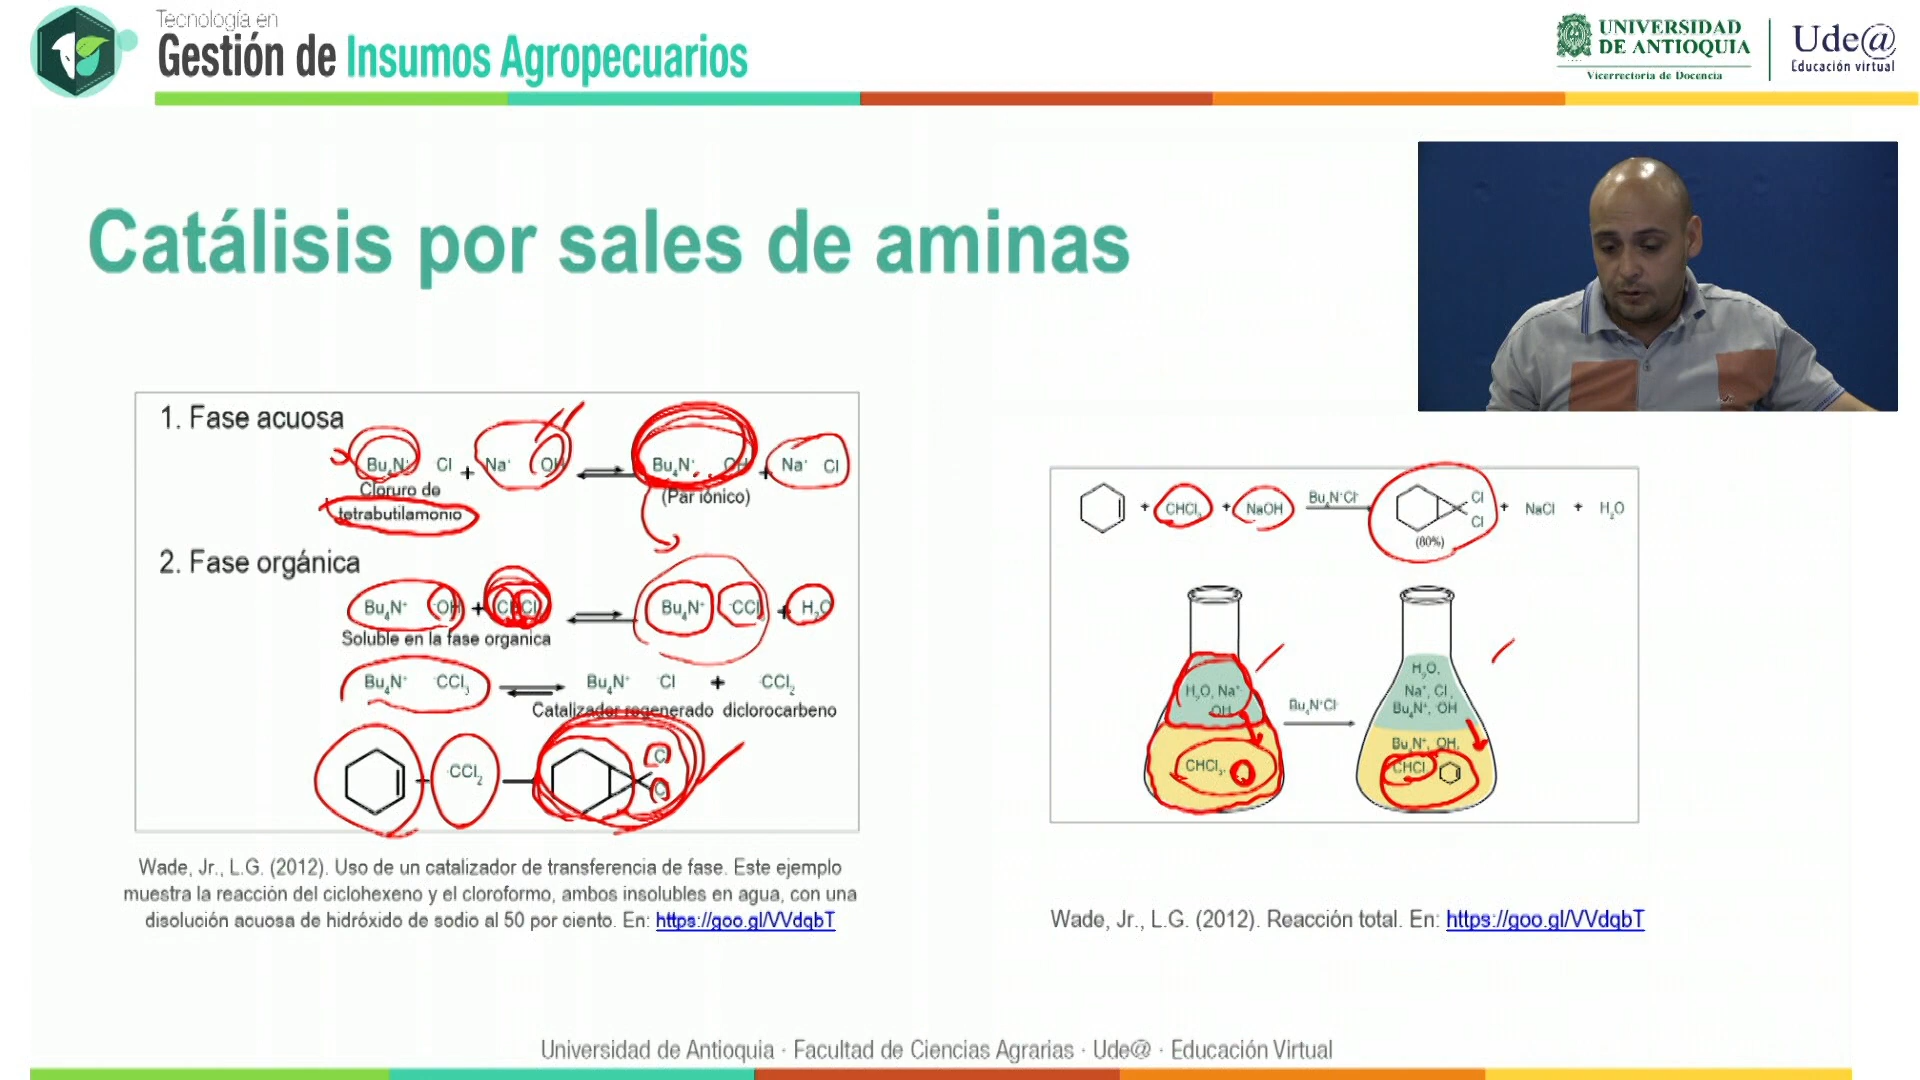 Tecnología en
Gestión de Insumos Agropecuarios
UNIVERSIDAD
DE ANTIOQUIA
Vicerrectoría de Docencia
Ude@
Educación virtual
Catálisis por sales de aminas
1. Fase acuosa
Bu₄N⁺ Cl + Na⁺ OH ⇌ Bu₄N⁺ OH + Na⁺ Cl
Cloruro de
tetrabutilamonio
(Par iónico)
2. Fase orgánica
Bu₄N⁺ OH + ⇌ Bu₄N⁺ CCl + H₂O
Soluble en la fase organica
Bu₄N⁺ CCl₃ ⇌ Bu₄N⁺ Cl + CCl₂
Catalizador regenerado diclorocarbeno
+ CCl₂
Wade, Jr., L.G. (2012). Uso de un catalizador de transferencia de fase. Este ejemplo
muestra la reacción del ciclohexeno y el cloroformo, ambos insolubles en agua, con una
disolución acuosa de hidróxido de sodio al 50 por ciento. En: https://goo.gl/VVdqbT
+ CHCl₃ + NaOH Bu₄N⁺Cl⁻ Cl Cl + NaCl + H₂O
(80%)
H₂O, Na⁺
OH
CHCl₃,
Bu₄N⁺Cl⁻
H₂O,
Na⁺, Cl,
Bu₄N⁺, OH
Bu₄N⁺, OH,
CHCl
Wade, Jr., L.G. (2012). Reacción total. En: https://goo.gl/VVdqbT
Universidad de Antioquia · Facultad de Ciencias Agrarias · Ude@ · Educación Virtual